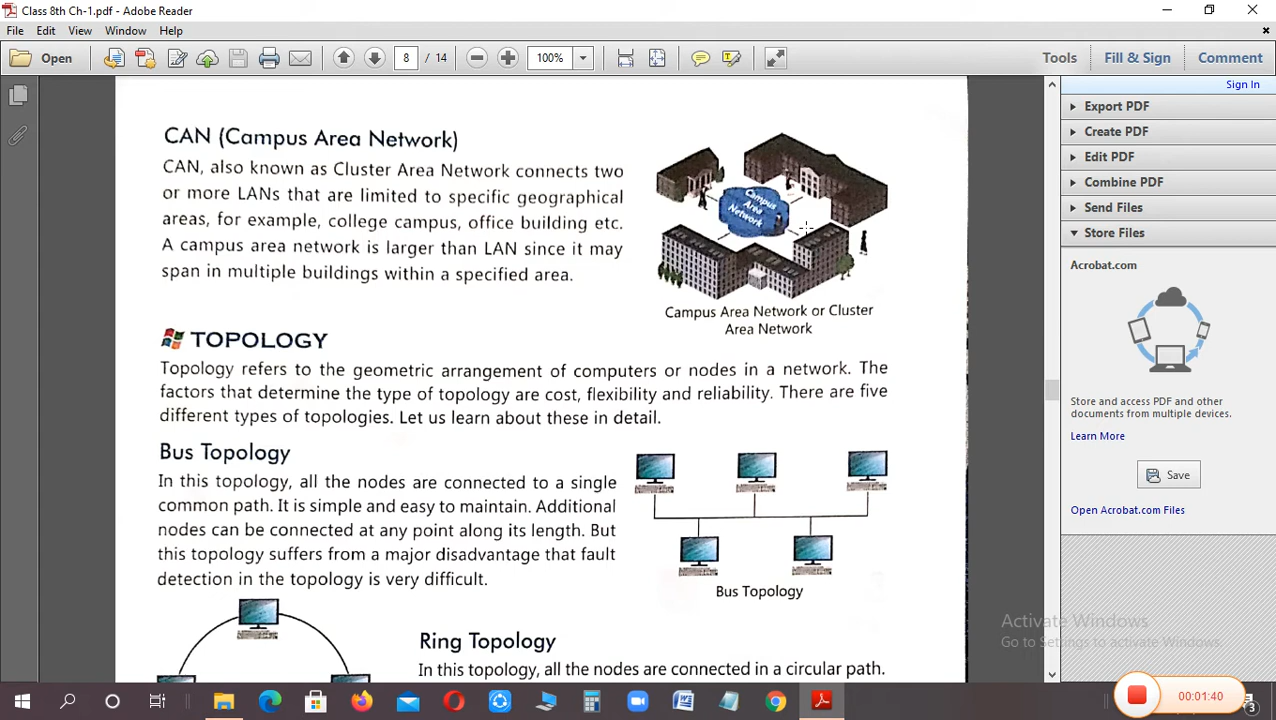 Class 8th Ch-1.pdf - Adobe Reader
File Edit View Window Help
Open 8 / 14 100% Tools Fill & Sign Comment
Sign In
Export PDF
Create PDF
Edit PDF
Combine PDF
Send Files
Store Files
Acrobat.com
Store and access PDF and other
documents from multiple devices.
Learn More
Save
Open Acrobat.com Files
CAN (Campus Area Network)
CAN, also known as Cluster Area Network connects two
or more LANs that are limited to specific geographical
areas, for example, college campus, office building etc.
A campus area network is larger than LAN since it may
span in multiple buildings within a specified area.
Campus
Area
Network
Campus Area Network or Cluster
Area Network
TOPOLOGY
Topology refers to the geometric arrangement of computers or nodes in a network. The
factors that determine the type of topology are cost, flexibility and reliability. There are five
different types of topologies. Let us learn about these in detail.
Bus Topology
In this topology, all the nodes are connected to a single
common path. It is simple and easy to maintain. Additional
nodes can be connected at any point along its length. But
this topology suffers from a major disadvantage that fault
detection in the topology is very difficult.
Bus Topology
Ring Topology
In this topology, all the nodes are connected in a circular path.
Activate Windows
Go to Settings to activate Windows.
00:01:40
3